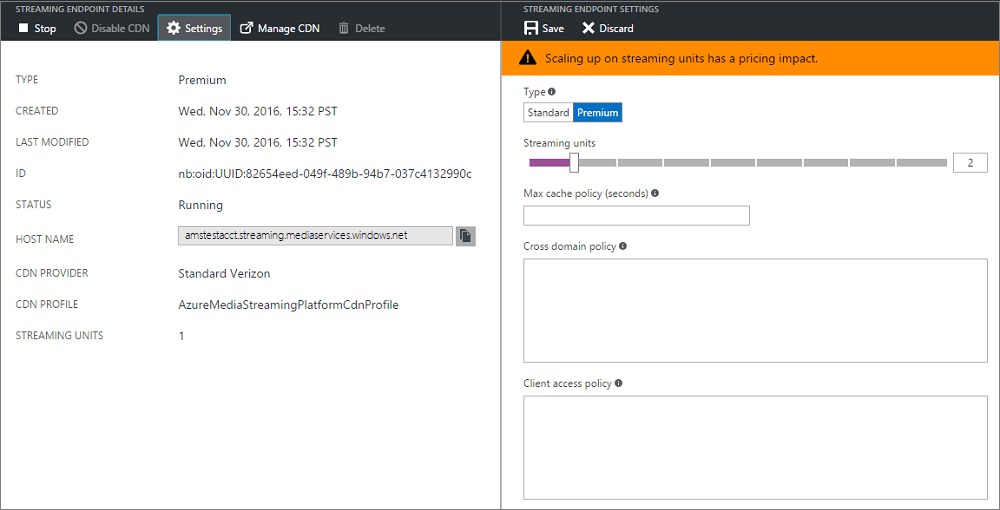 STREAMING ENDPOINT DETAILS
Stop
Disable CDN
Settings
Manage CDN
Delete
TYPE Premium
CREATED Wed, Nov 30, 2016, 15:32 PST
LAST MODIFIED Wed, Nov 30, 2016, 15:32 PST
ID nb:oid:UUID:82654eed-049f-489b-94b7-037c4132990c
STATUS Running
HOST NAME amstestacct.streaming.mediaservices.windows.net
CDN PROVIDER Standard Verizon
CDN PROFILE AzureMediaStreamingPlatformCdnProfile
STREAMING UNITS 1
STREAMING ENDPOINT SETTINGS
Save
Discard
Scaling up on streaming units has a pricing impact.
Type
Standard Premium
Streaming units
2
Max cache policy (seconds)
Cross domain policy
Client access policy